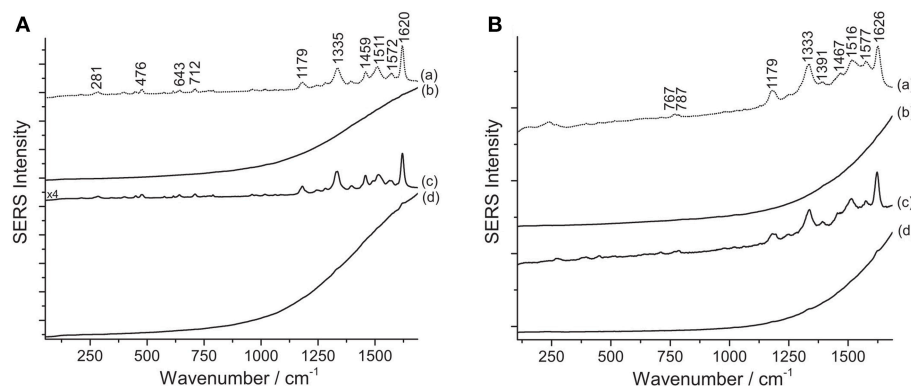 A
281
476
643
712
1179
1335
1459
1511
1572
1620
(a)
(b)
(c)
(d)
x4
SERS Intensity
250 500 750 1000 1250 1500
Wavenumber / cm-1
B
767
787
1179
1333
1391
1467
1516
1577
1626
(a
(b
(c)
(d
SERS Intensity
250 500 750 1000 1250 1500
Wavenumber / cm-1